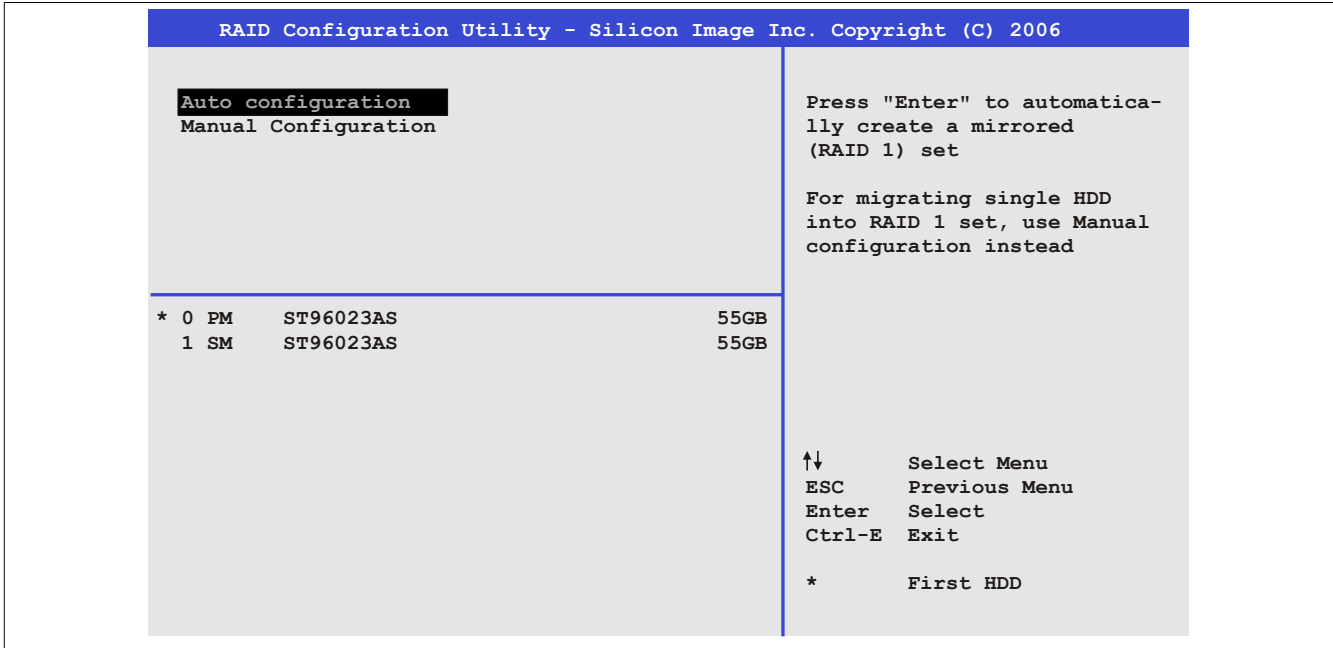 RAID Configuration Utility - Silicon Image Inc. Copyright (C) 2006
Auto configuration
Manual Configuration
Press "Enter" to automatica-
lly create a mirrored
(RAID 1) set
For migrating single HDD
into RAID 1 set, use Manual
configuration instead
* 0 PM ST96023AS 55GB
1 SM ST96023AS 55GB
↑↓ Select Menu
ESC Previous Menu
Enter Select
Ctrl-E Exit
* First HDD